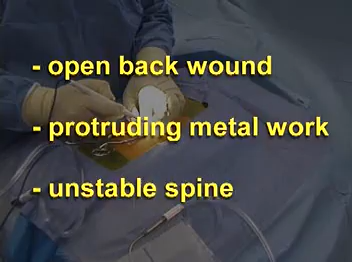 - open back wound
- protruding metal work
- unstable spine